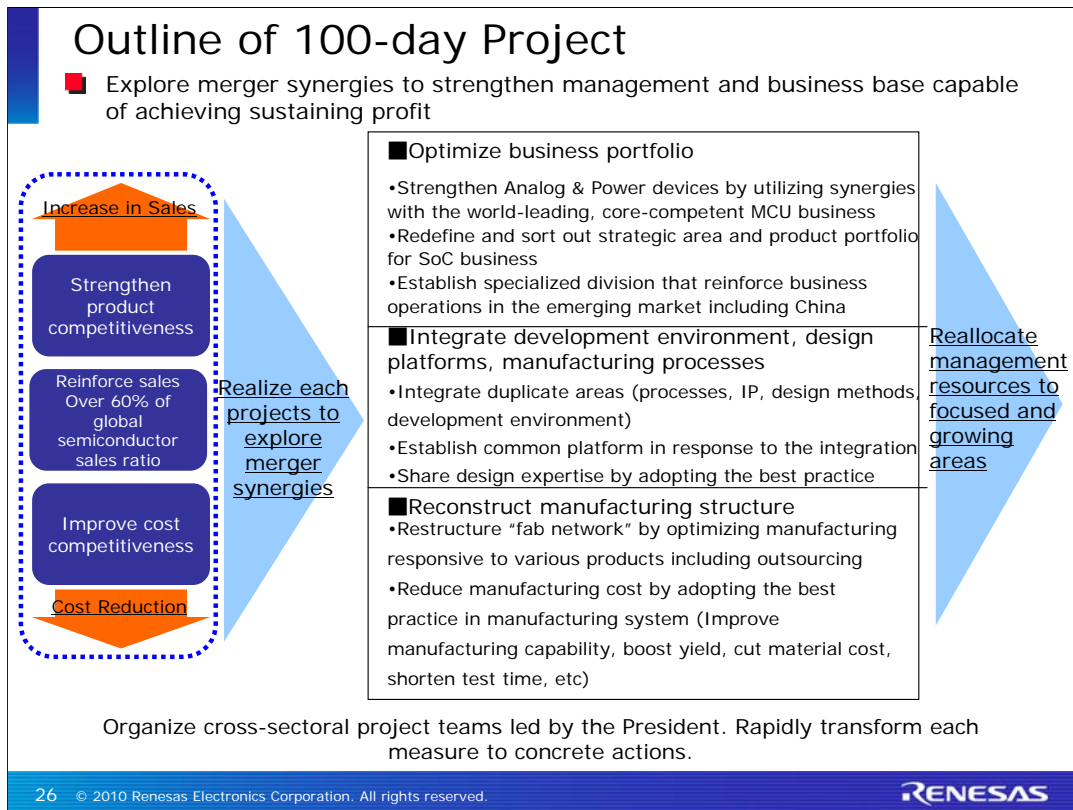 Outline of 100-day Project
Explore merger synergies to strengthen management and business base capable
of achieving sustaining profit
Increase in Sales
Strengthen
product
competitiveness
Reinforce sales
Over 60% of
global
semiconductor
sales ratio
Improve cost
competitiveness
Cost Reduction
Realize each
projects to
explore
merger
synergies
■Optimize business portfolio
•Strengthen Analog & Power devices by utilizing synergies
with the world-leading, core-competent MCU business
•Redefine and sort out strategic area and product portfolio
for SoC business
•Establish specialized division that reinforce business
operations in the emerging market including China
■Integrate development environment, design
platforms, manufacturing processes
•Integrate duplicate areas (processes, IP, design methods,
development environment)
•Establish common platform in response to the integration
•Share design expertise by adopting the best practice
■Reconstruct manufacturing structure
•Restructure “fab network” by optimizing manufacturing
responsive to various products including outsourcing
•Reduce manufacturing cost by adopting the best
practice in manufacturing system (Improve
manufacturing capability, boost yield, cut material cost,
shorten test time, etc)
Reallocate
management
resources to
focused and
growing
areas
Organize cross-sectoral project teams led by the President. Rapidly transform each
measure to concrete actions.
26 © 2010 Renesas Electronics Corporation. All rights reserved.
RENESAS